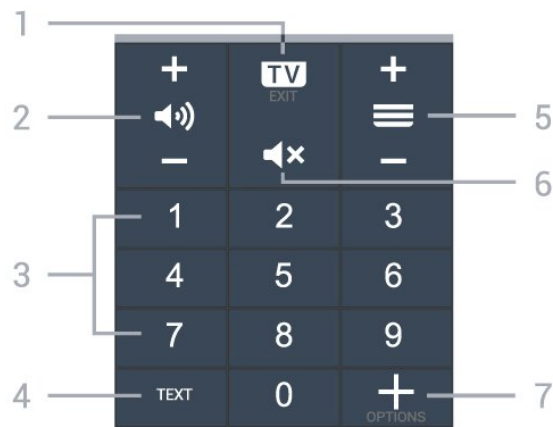 1
+ TV +
EXIT
2
5
− −
6
1 2 3
3
4 5 6
7 8 9
4 TEXT 0 + 7
OPTIONS